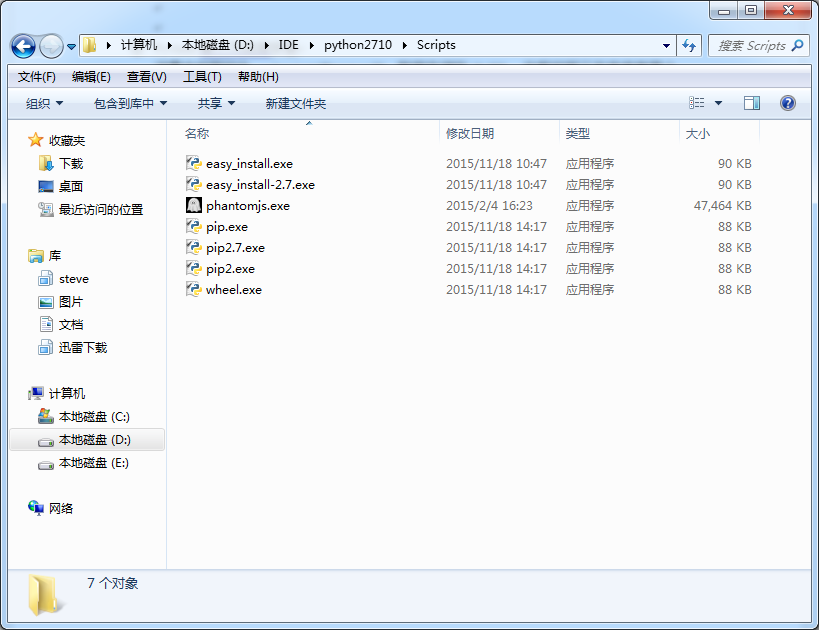 计算机 本地磁盘 (D:) IDE python2710 Scripts 搜索 Scripts
文件(F) 编辑(E) 查看(V) 工具(T) 帮助(H)
组织 包含到库中 共享 新建文件夹
收藏夹
下载
桌面
最近访问的位置
库
steve
图片
文档
迅雷下载
计算机
本地磁盘 (C:)
本地磁盘 (D:)
本地磁盘 (E:)
网络
名称 修改日期 类型 大小
easy_install.exe 2015/11/18 10:47 应用程序 90 KB
easy_install-2.7.exe 2015/11/18 10:47 应用程序 90 KB
phantomjs.exe 2015/2/4 16:23 应用程序 47,464 KB
pip.exe 2015/11/18 14:17 应用程序 88 KB
pip2.7.exe 2015/11/18 14:17 应用程序 88 KB
pip2.exe 2015/11/18 14:17 应用程序 88 KB
wheel.exe 2015/11/18 14:17 应用程序 88 KB
7 个对象